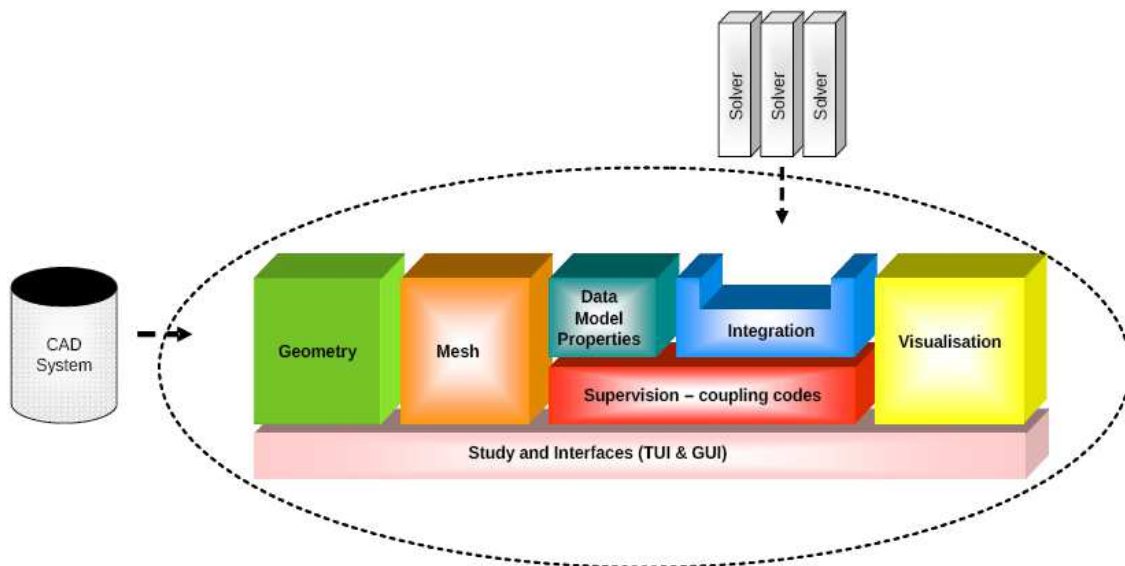 Solver
Solver
Solver
CAD
System
Geometry
Mesh
Data
Model
Properties
Integration
Visualisation
Supervision – coupling codes
Study and Interfaces (TUI & GUI)